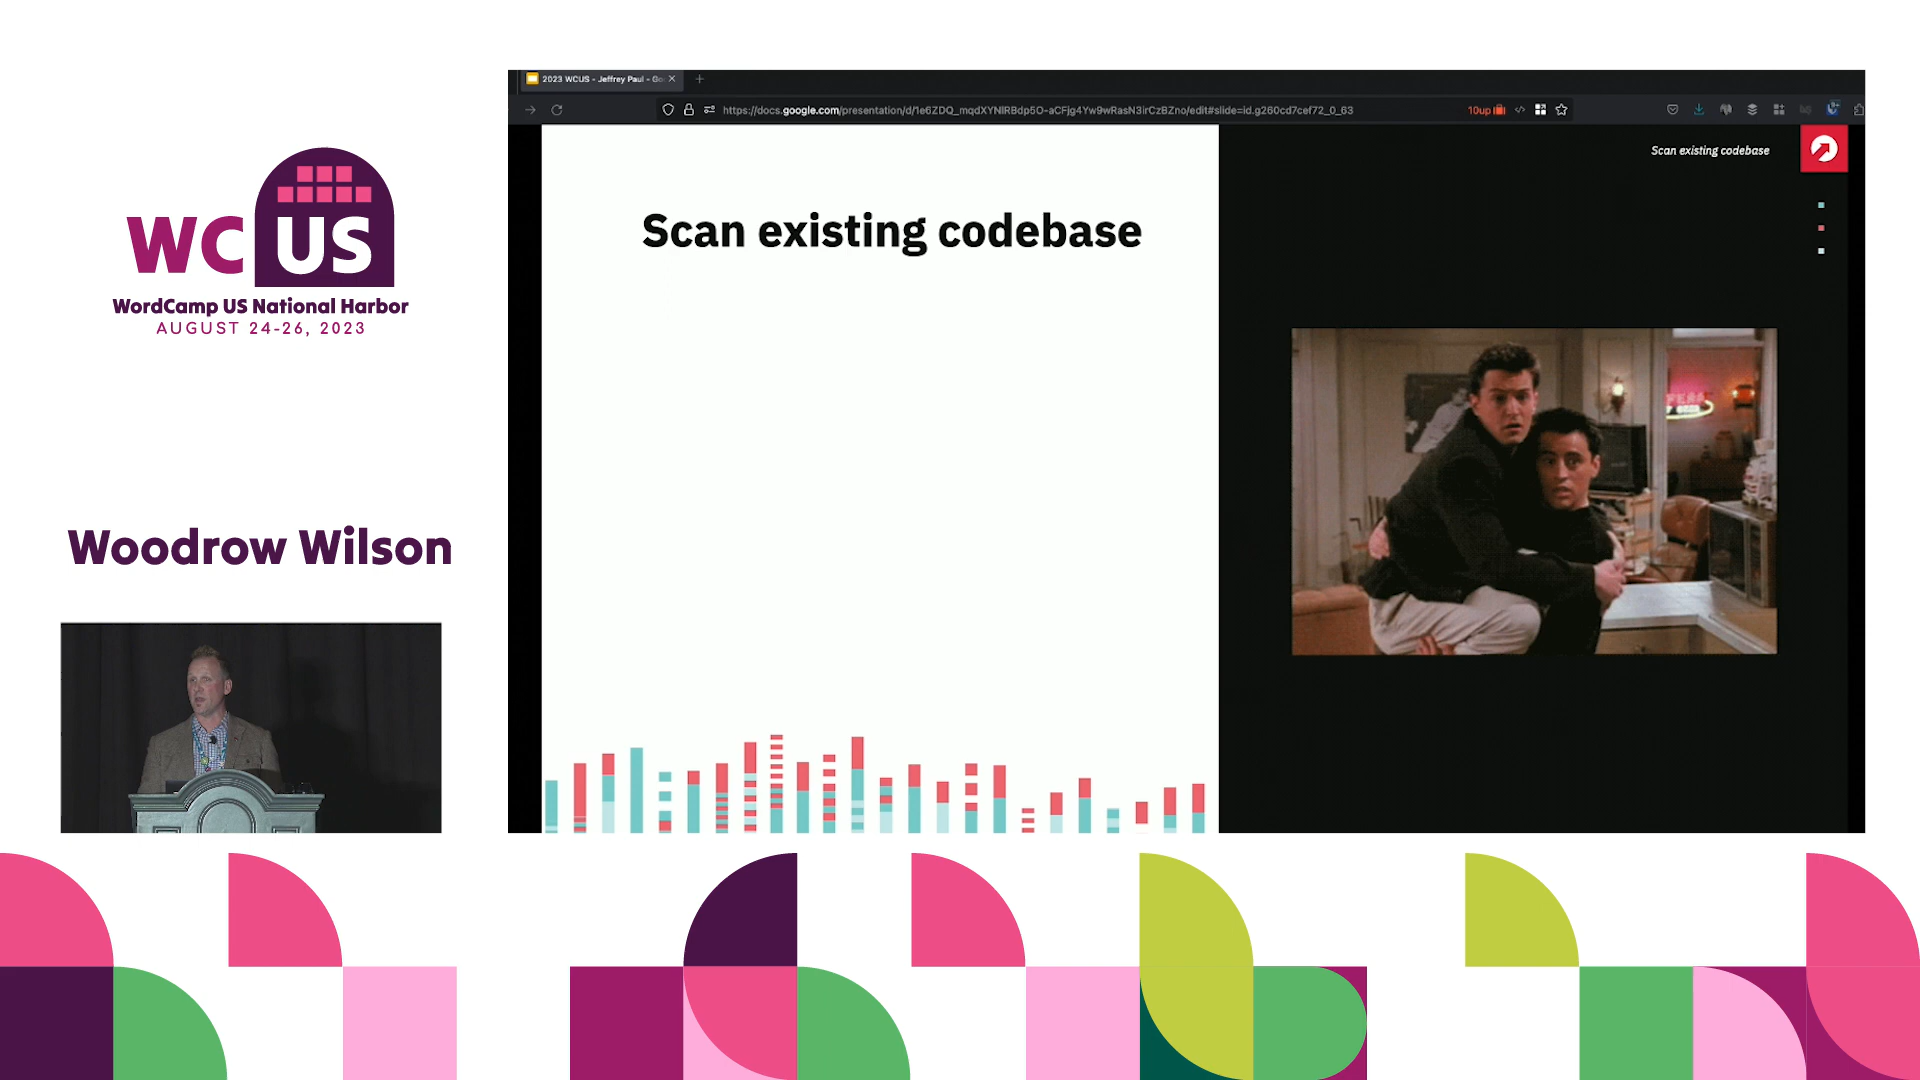 WC US
WordCamp US National Harbor
AUGUST 24-26, 2023
Woodrow Wilson
2023 WCUS - Jeffrey Paul - Go
https://docs.google.com/presentation/d/1e6ZDQ_mqdXYNlRBdp5O-aCFjg4Yw9wRasN3irCzBZno/edit#slide=id.g260cd7cef72_0_63
10up
Scan existing codebase
Scan existing codebase